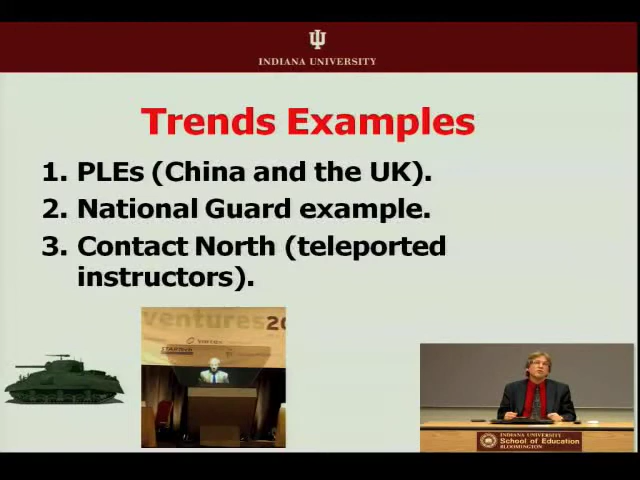 INDIANA UNIVERSITY
Trends Examples
1. PLEs (China and the UK).
2. National Guard example.
3. Contact North (teleported
instructors).
ventures20
INDIANA UNIVERSITY
School of Education
BLOOMINGTON